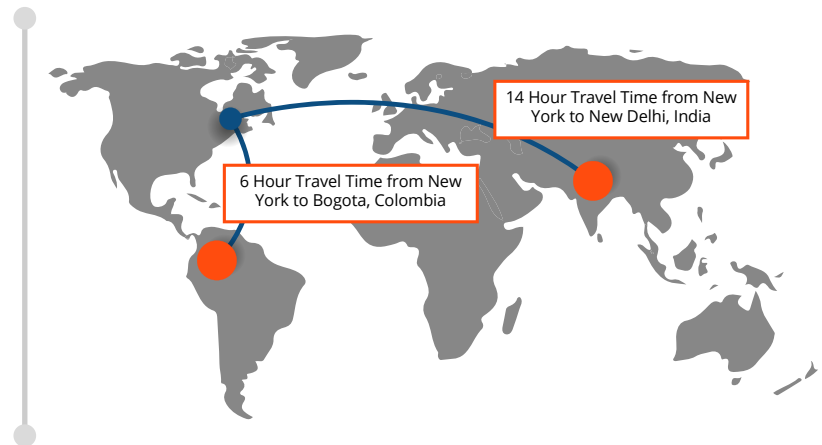 14 Hour Travel Time from New
York to New Delhi, India
6 Hour Travel Time from New
York to Bogota, Colombia